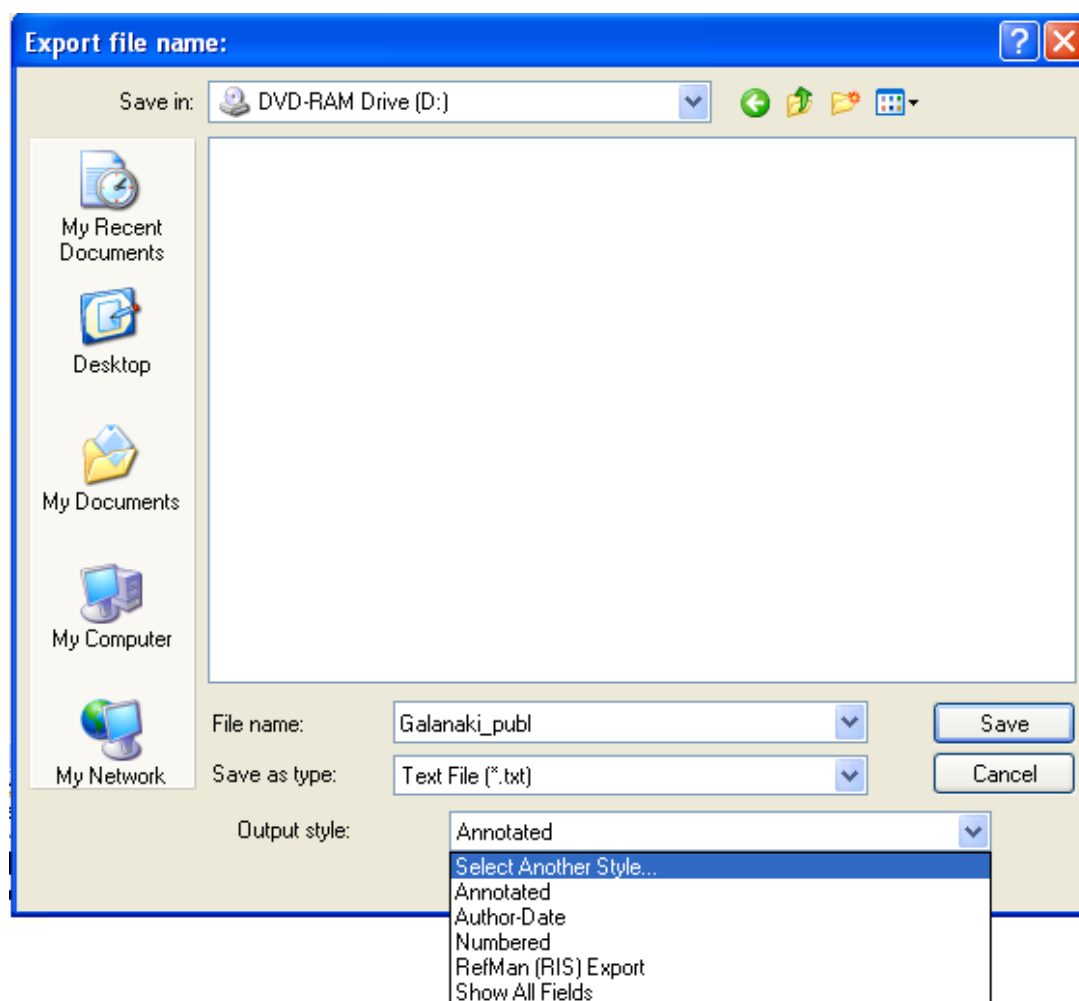 Export file name:
Save in: DVD-RAM Drive (D:)
My Recent
Documents
Desktop
My Documents
My Computer
My Network
File name: Galanaki_publ Save
Save as type: Text File (*.txt) Cancel
Output style: Annotated
Select Another Style...
Annotated
Author-Date
Numbered
RefMan (RIS) Export
Show All Fields